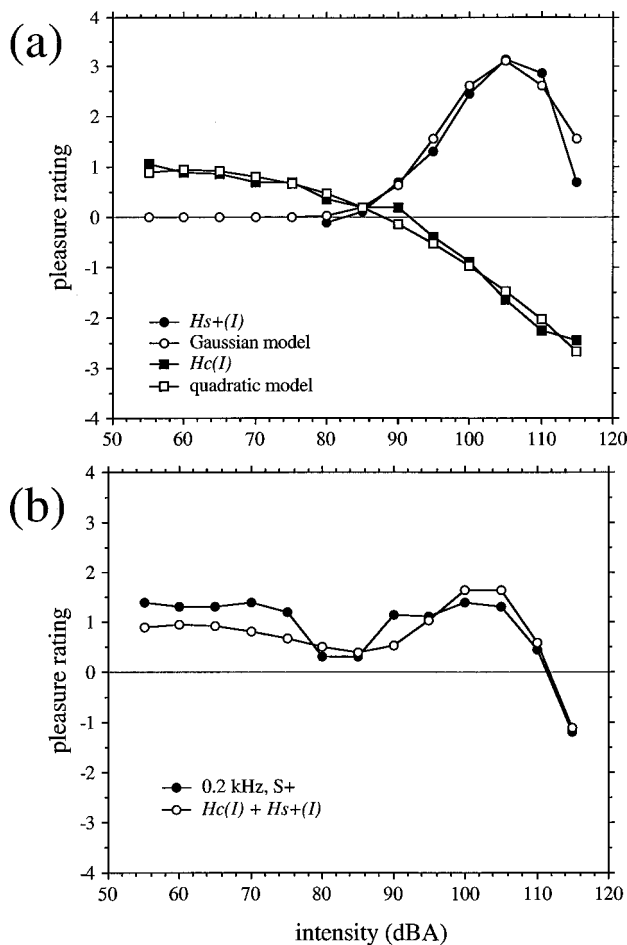 (a)
4
3
2
1
0
-1
-2
-3
-4
pleasure rating
Hs+(I)
Gaussian model
Hc(I)
quadratic model
50 60 70 80 90 100 110 120
(b)
4
3
2
1
0
-1
-2
-3
-4
pleasure rating
0.2 kHz, S+
Hc(I) + Hs+(I)
50 60 70 80 90 100 110 120
intensity (dBA)